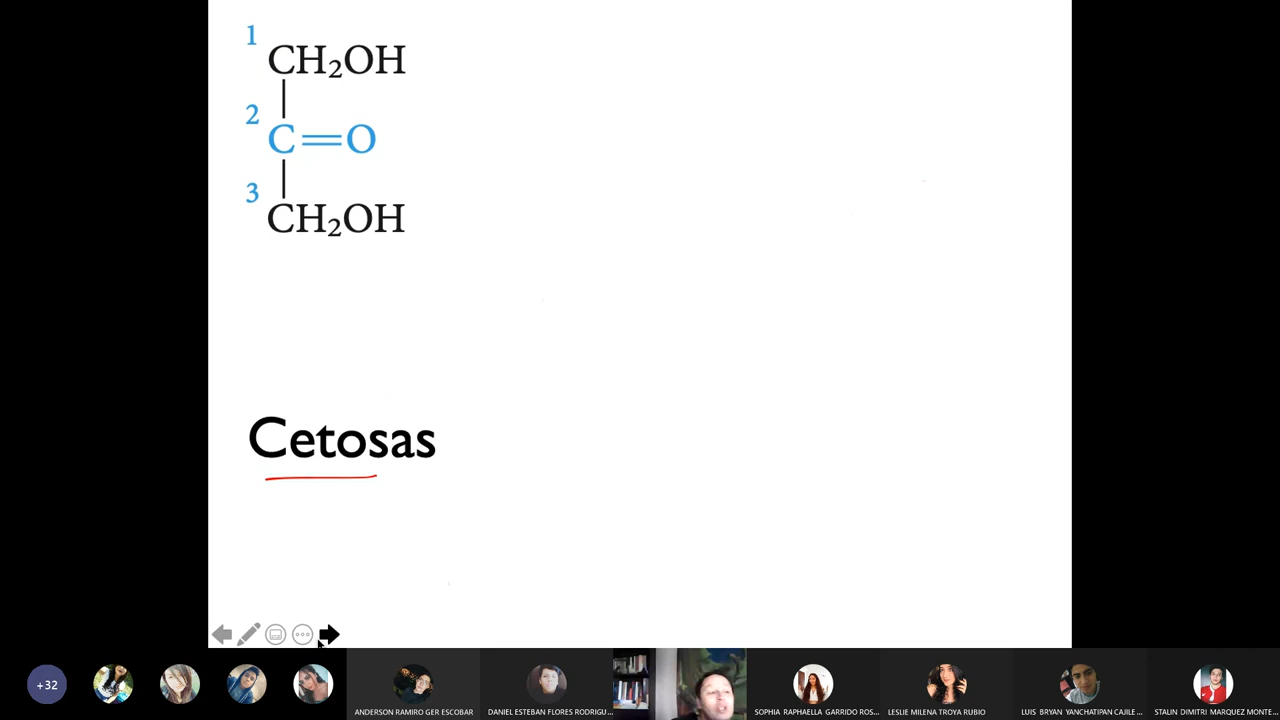 1
CH₂OH
2
C=O
3
CH₂OH
Cetosas
+32
ANDERSON RAMIRO GER ESCOBAR
DANIEL ESTEBAN FLORES RODRIGU...
SOPHIA RAPHAELLA GARRIDO ROS...
LESLIE MILENA TROYA RUBIO
LUIS BRYAN YANCHATIPAN CAJILE ...
STALIN DIMITRI MARQUEZ MONTE...